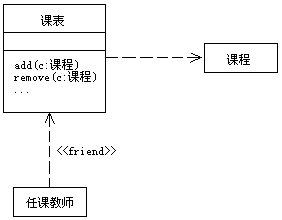 课表
add(c:课程)
remove(c:课程)
...
课程
<<friend>>
任课教师